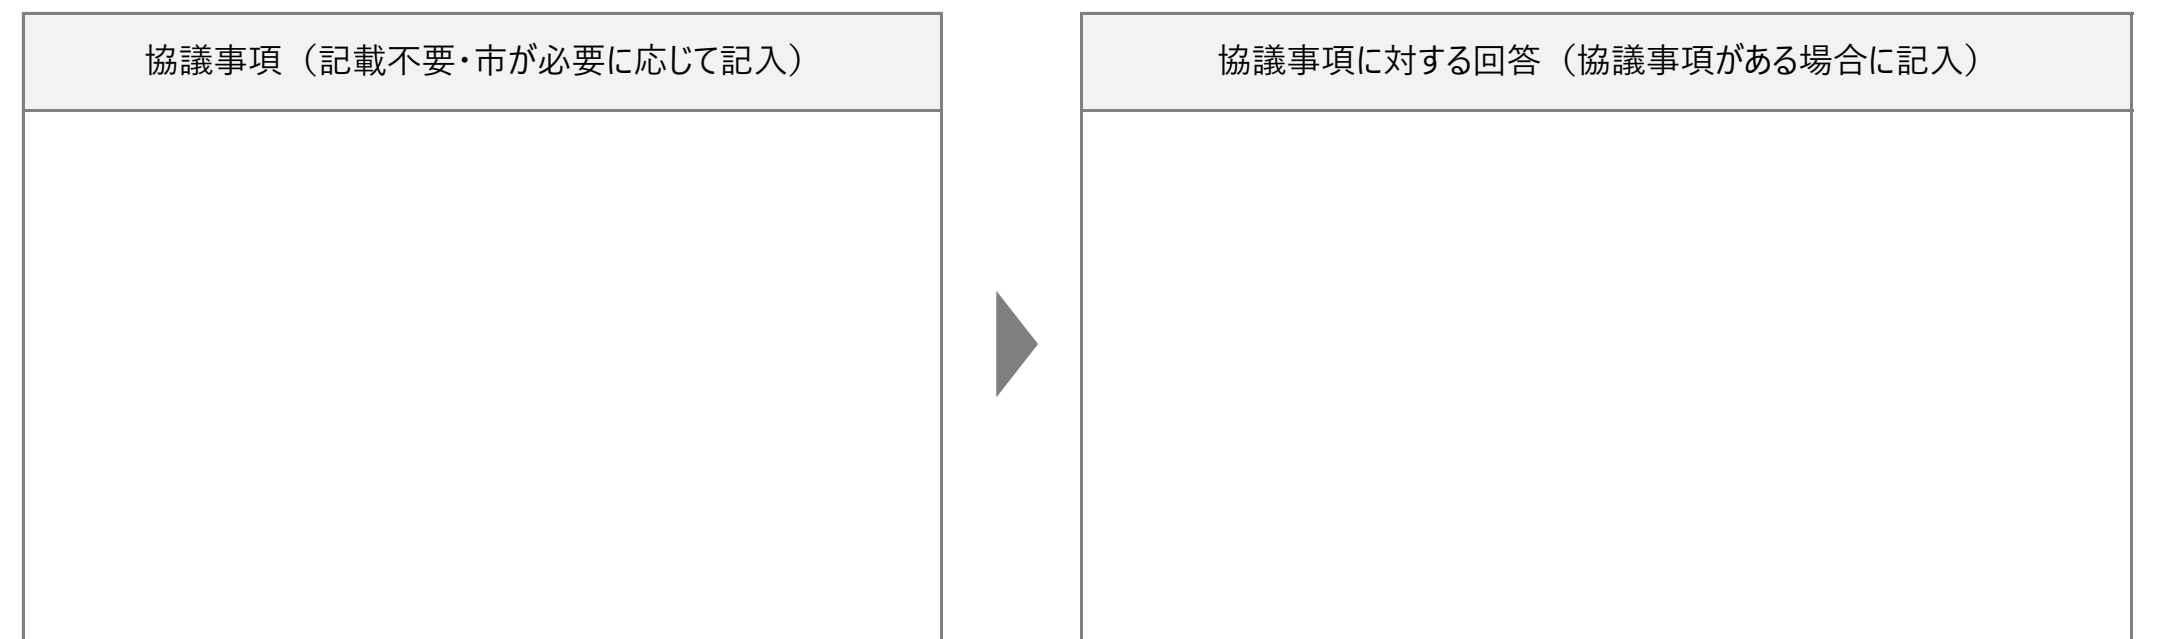 協議事項（記載不要・市が必要に応じて記入）
協議事項に対する回答（協議事項がある場合に記入）